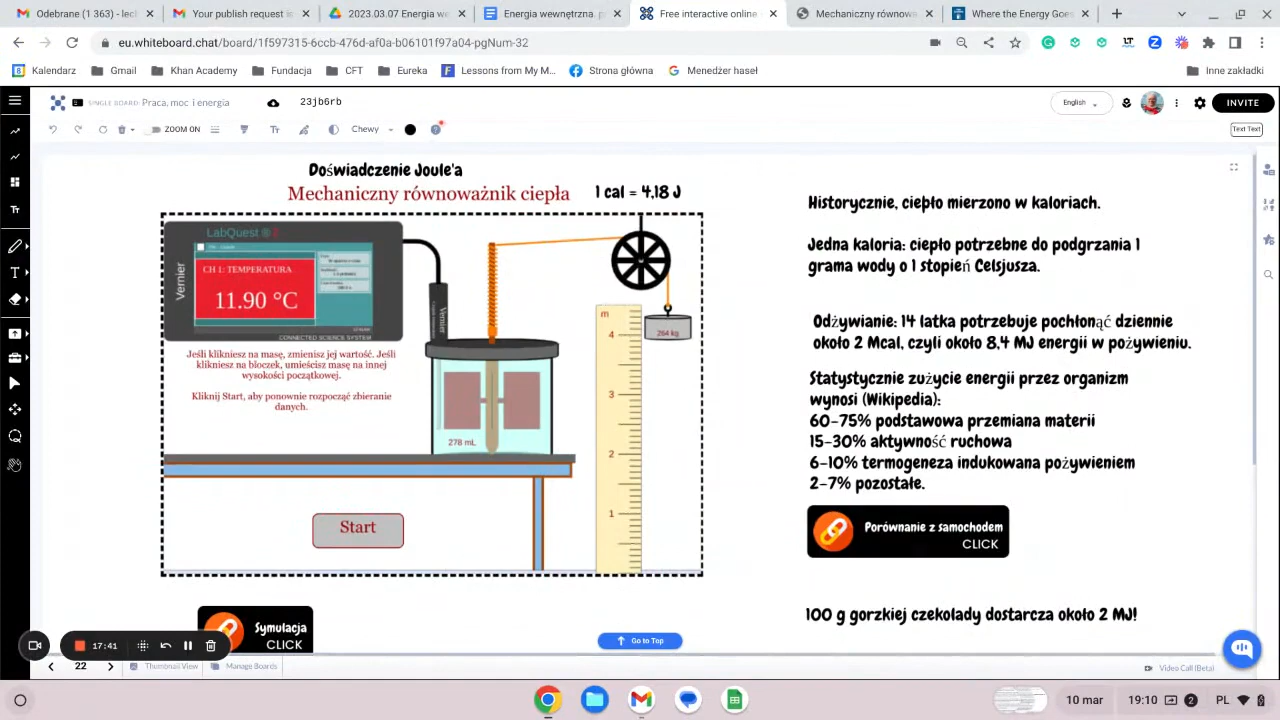 Odebrane (1 363) - lech
Your YouTube content
2023.03.07 Energia we
Energia wewnętrzna, p
Free interactive online
Mechaniczny równowa
Where the Energy Goes
eu.whiteboard.chat/board/1f597315-6ccb-476d-af0a-b06101f97a04-pgNum-32
Kalendarz
Gmail
Khan Academy
Fundacja
CFT
Eureka
Lessons from My M...
Strona główna
Menedżer haseł
Inne zakładki
SINGLE BOARD: Praca, moc i energia
23jb6rb
English
INVITE
ZOOM ON
Chewy
Text Text
Doświadczenie Joule'a
Mechaniczny równoważnik ciepła
1 cal = 4,18 J
LabQuest ® 2
Vernier
CH 1: TEMPERATURA
11.90 °C
CONNECTED SCIENCE SYSTEM
Vernier
Jeśli klikniesz na masę, zmienisz jej wartość. Jeśli
klikniesz na bloczek, umieścisz masę na innej
wysokości początkowej.
Kliknij Start, aby ponownie rozpocząć zbieranie
danych.
278 mL
264 kg
m
4
3
2
1
Start
Historycznie, ciepło mierzono w kaloriach.
Jedna kaloria: ciepło potrzebne do podgrzania 1
grama wody o 1 stopień Celsjusza.
Odżywianie: 14 latka potrzebuje pochłonąć dziennie
około 2 Mcal, czyli około 8.4 MJ energii w pożywieniu.
Statystycznie zużycie energii przez organizm
wynosi (Wikipedia):
60-75% podstawowa przemiana materii
15-30% aktywność ruchowa
6-10% termogeneza indukowana pożywieniem
2-7% pozostałe.
Porównanie z samochodem
CLICK
100 g gorzkiej czekolady dostarcza około 2 MJ!
Symulacja
CLICK
Go to Top
17:41
22
Thumbnail View
Manage Boards
Video Call (Beta)
10 mar
19:10
PL